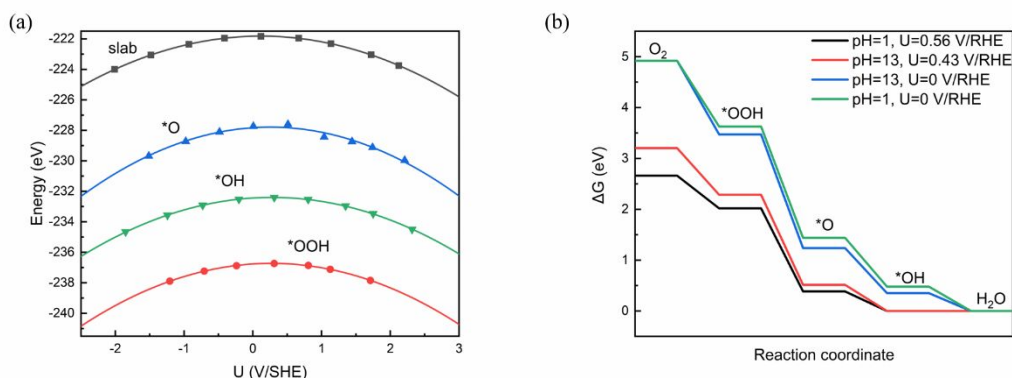 (a)
-222
-224
-226
-228
-230
-232
-234
-236
-238
-240
Energy (eV)
slab
*O
*OH
*OOH
-2 -1 0 1 2 3
U (V/SHE)
(b)
5
4
3
2
1
0
ΔG (eV)
O₂
*OOH
*O
*OH
H₂O
pH=1, U=0.56 V/RHE
pH=13, U=0.43 V/RHE
pH=13, U=0 V/RHE
pH=1, U=0 V/RHE
Reaction coordinate